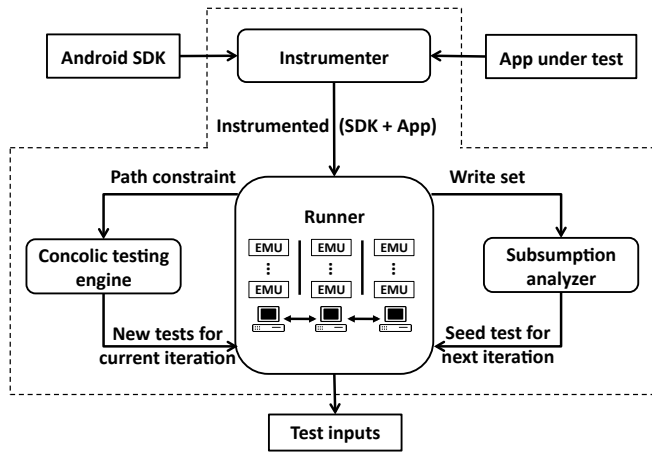 Android SDK
Instrumenter
App under test
Instrumented (SDK + App)
Path constraint
Write set
Runner
EMU EMU EMU
EMU EMU EMU
Concolic testing
engine
Subsumption
analyzer
New tests for
current iteration
Seed test for
next iteration
Test inputs